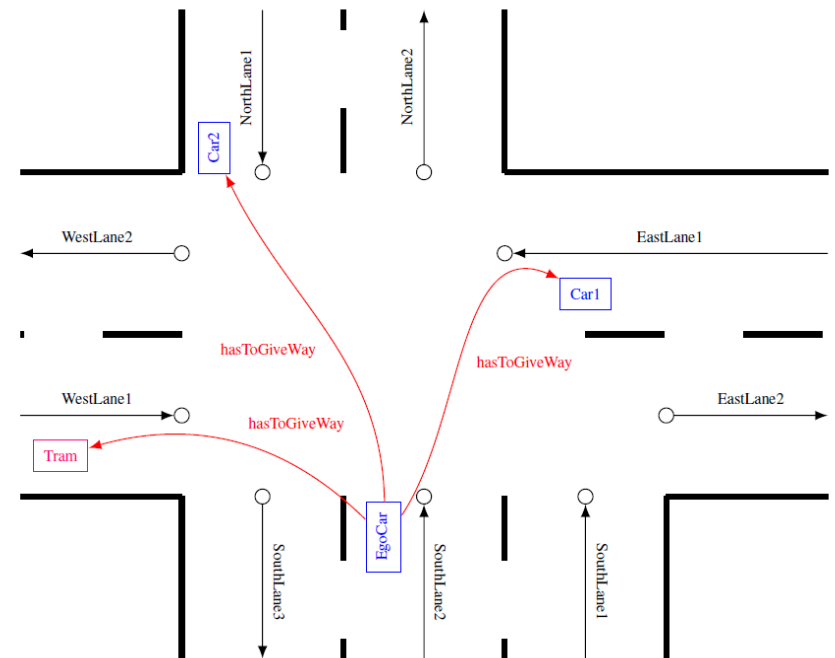 NorthLane1
NorthLane2
Car2
WestLane2
EastLane1
Car1
hasToGiveWay
hasToGiveWay
WestLane1
EastLane2
hasToGiveWay
Tram
EgoCar
SouthLane3
SouthLane2
SouthLane1